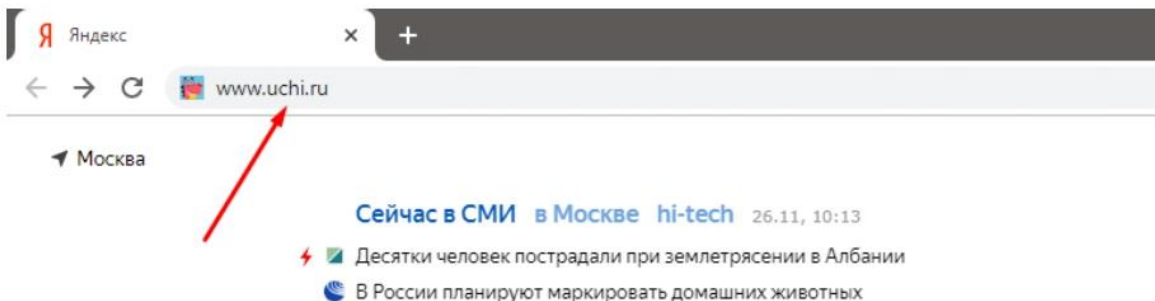 Я Яндекс
www.uchi.ru
Москва
Сейчас в СМИ в Москве hi-tech 26.11, 10:13
Десятки человек пострадали при землетрясении в Албании
В России планируют маркировать домашних животных